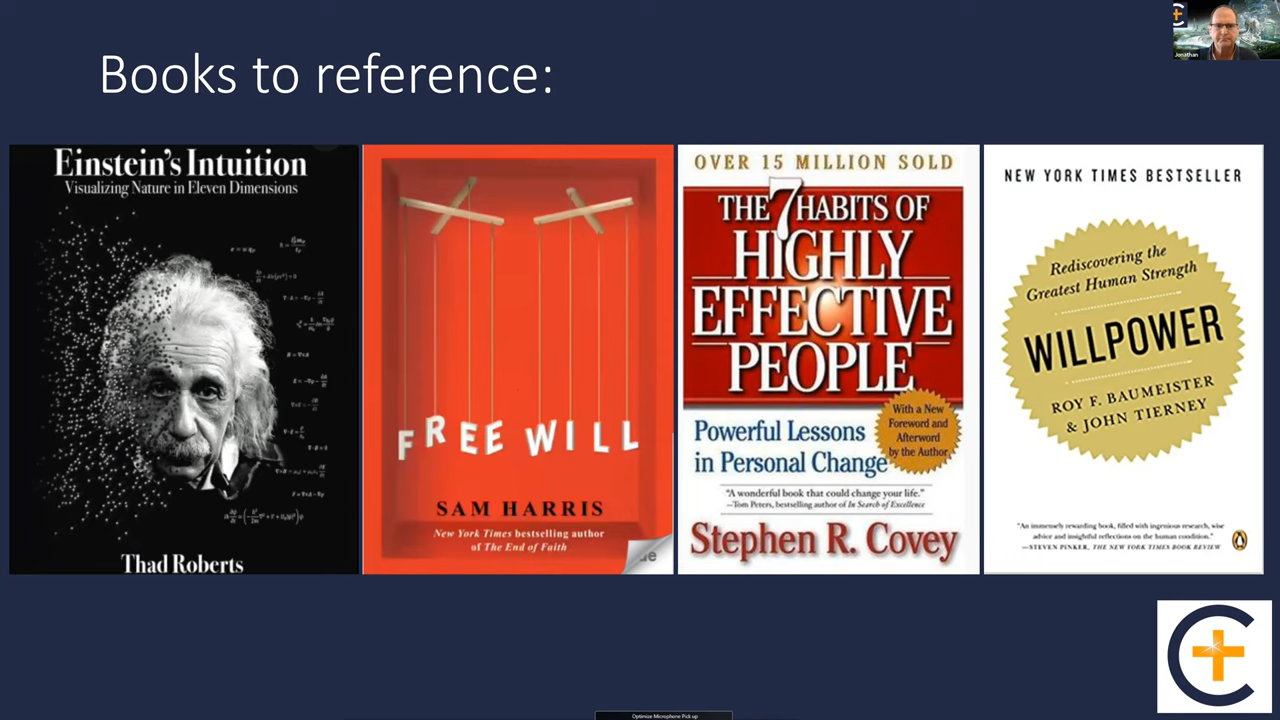 Books to reference:
Jonathan
Einstein's Intuition
Visualizing Nature in Eleven Dimensions
Thad Roberts
FREE WILL
SAM HARRIS
New York Times bestselling author
of The End of Faith
OVER 15 MILLION SOLD
THE 7 HABITS OF
HIGHLY
EFFECTIVE
PEOPLE
Powerful Lessons
in Personal Change
With a New
Foreword and
Afterword
by the Author
"A wonderful book that could change your life."
—Tom Peters, bestselling author of In Search of Excellence
Stephen R. Covey
NEW YORK TIMES BESTSELLER
Rediscovering the
Greatest Human Strength
WILLPOWER
ROY F. BAUMEISTER
& JOHN TIERNEY
"An immensely rewarding book, filled with ingenious research, wise
advice and insightful reflections on the human condition."
—STEVEN PINKER, THE NEW YORK TIMES BOOK REVIEW
Optimize Microphone Pick up